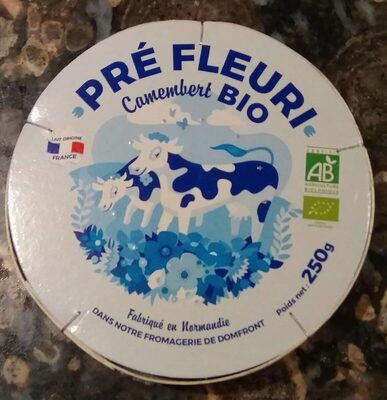 PRÉ FLEURI
Camembert BIO
LAIT ORIGINE
FRANCE
CERTIFIÉ
AB
AGRICULTURE
BIOLOGIQUE
Poids net : 250g
Fabriqué en Normandie
DANS NOTRE FROMAGERIE DE DOMFRONT